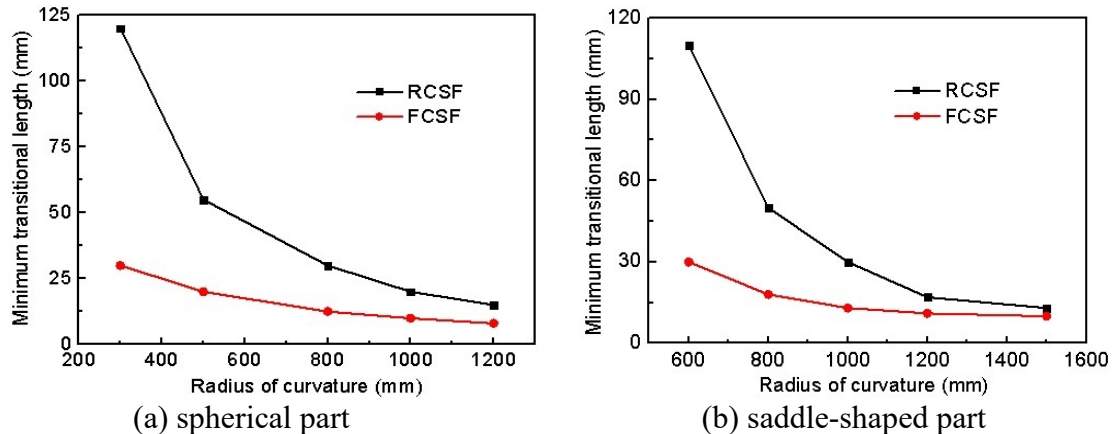 125
100
75
50
25
0
Minimum transitional length (mm)
RCSF
FCSF
200 400 600 800 1000 1200
Radius of curvature (mm)
(a) spherical part
120
90
60
30
0
Minimum transitional length (mm)
RCSF
FCSF
600 800 1000 1200 1400 1600
Radius of curvature (mm)
(b) saddle-shaped part